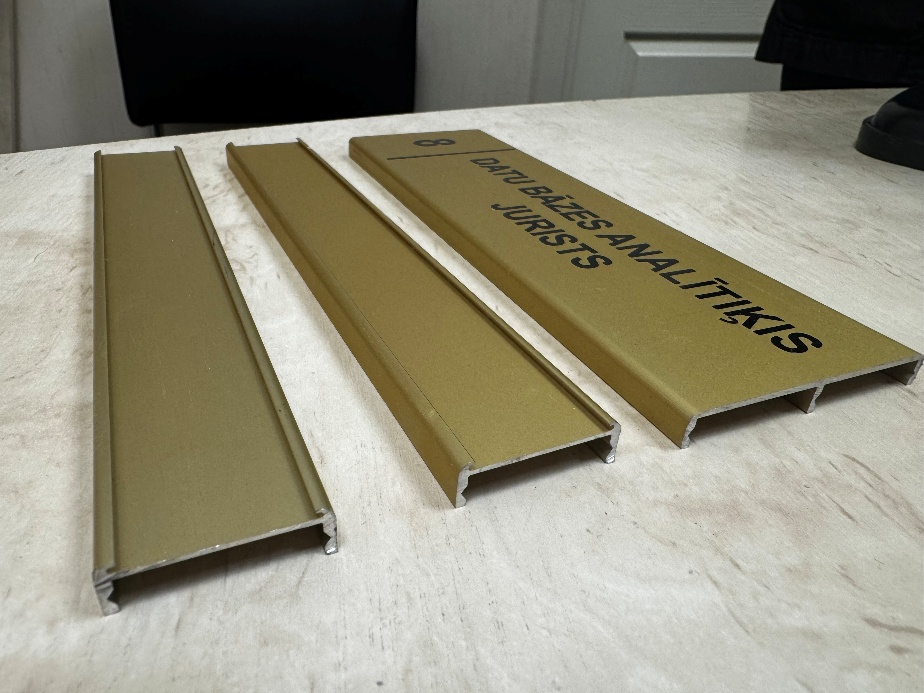 8
DATU BĀZES ANALĪTIĶIS
JURISTS